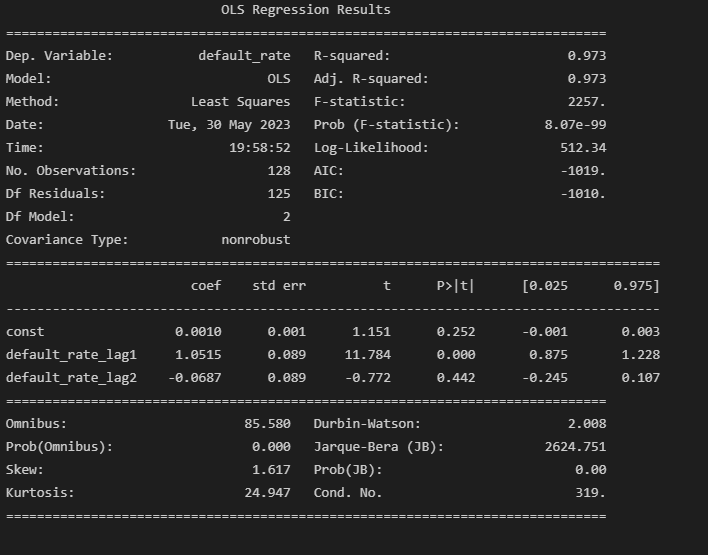 OLS Regression Results
==============================================================================
Dep. Variable: default_rate R-squared: 0.973
Model: OLS Adj. R-squared: 0.973
Method: Least Squares F-statistic: 2257.
Date: Tue, 30 May 2023 Prob (F-statistic): 8.07e-99
Time: 19:58:52 Log-Likelihood: 512.34
No. Observations: 128 AIC: -1019.
Df Residuals: 125 BIC: -1010.
Df Model: 2
Covariance Type: nonrobust
=====================================================================================
coef std err t P>|t| [0.025 0.975]
-------------------------------------------------------------------------------------
const 0.0010 0.001 1.151 0.252 -0.001 0.003
default_rate_lag1 1.0515 0.089 11.784 0.000 0.875 1.228
default_rate_lag2 -0.0687 0.089 -0.772 0.442 -0.245 0.107
==============================================================================
Omnibus: 85.580 Durbin-Watson: 2.008
Prob(Omnibus): 0.000 Jarque-Bera (JB): 2624.751
Skew: 1.617 Prob(JB): 0.00
Kurtosis: 24.947 Cond. No. 319.
==============================================================================